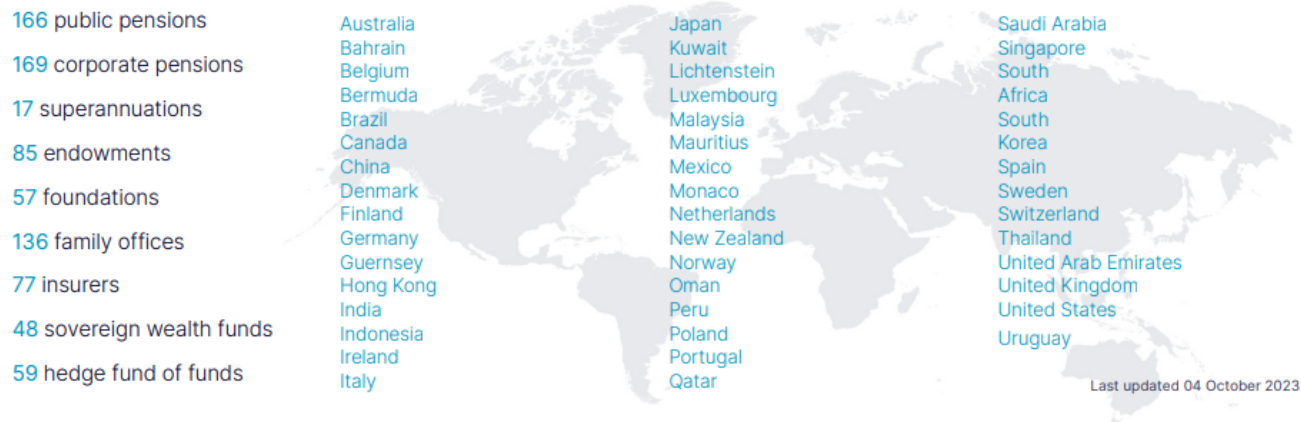 166 public pensions
169 corporate pensions
17 superannuations
85 endowments
57 foundations
136 family offices
77 insurers
48 sovereign wealth funds
59 hedge fund of funds
Australia
Bahrain
Belgium
Bermuda
Brazil
Canada
China
Denmark
Finland
Germany
Guernsey
Hong Kong
India
Indonesia
Ireland
Italy
Japan
Kuwait
Lichtenstein
Luxembourg
Malaysia
Mauritius
Mexico
Monaco
Netherlands
New Zealand
Norway
Oman
Peru
Poland
Portugal
Qatar
Saudi Arabia
Singapore
South
Africa
South
Korea
Spain
Sweden
Switzerland
Thailand
United Arab Emirates
United Kingdom
United States
Uruguay
Last updated 04 October 2023